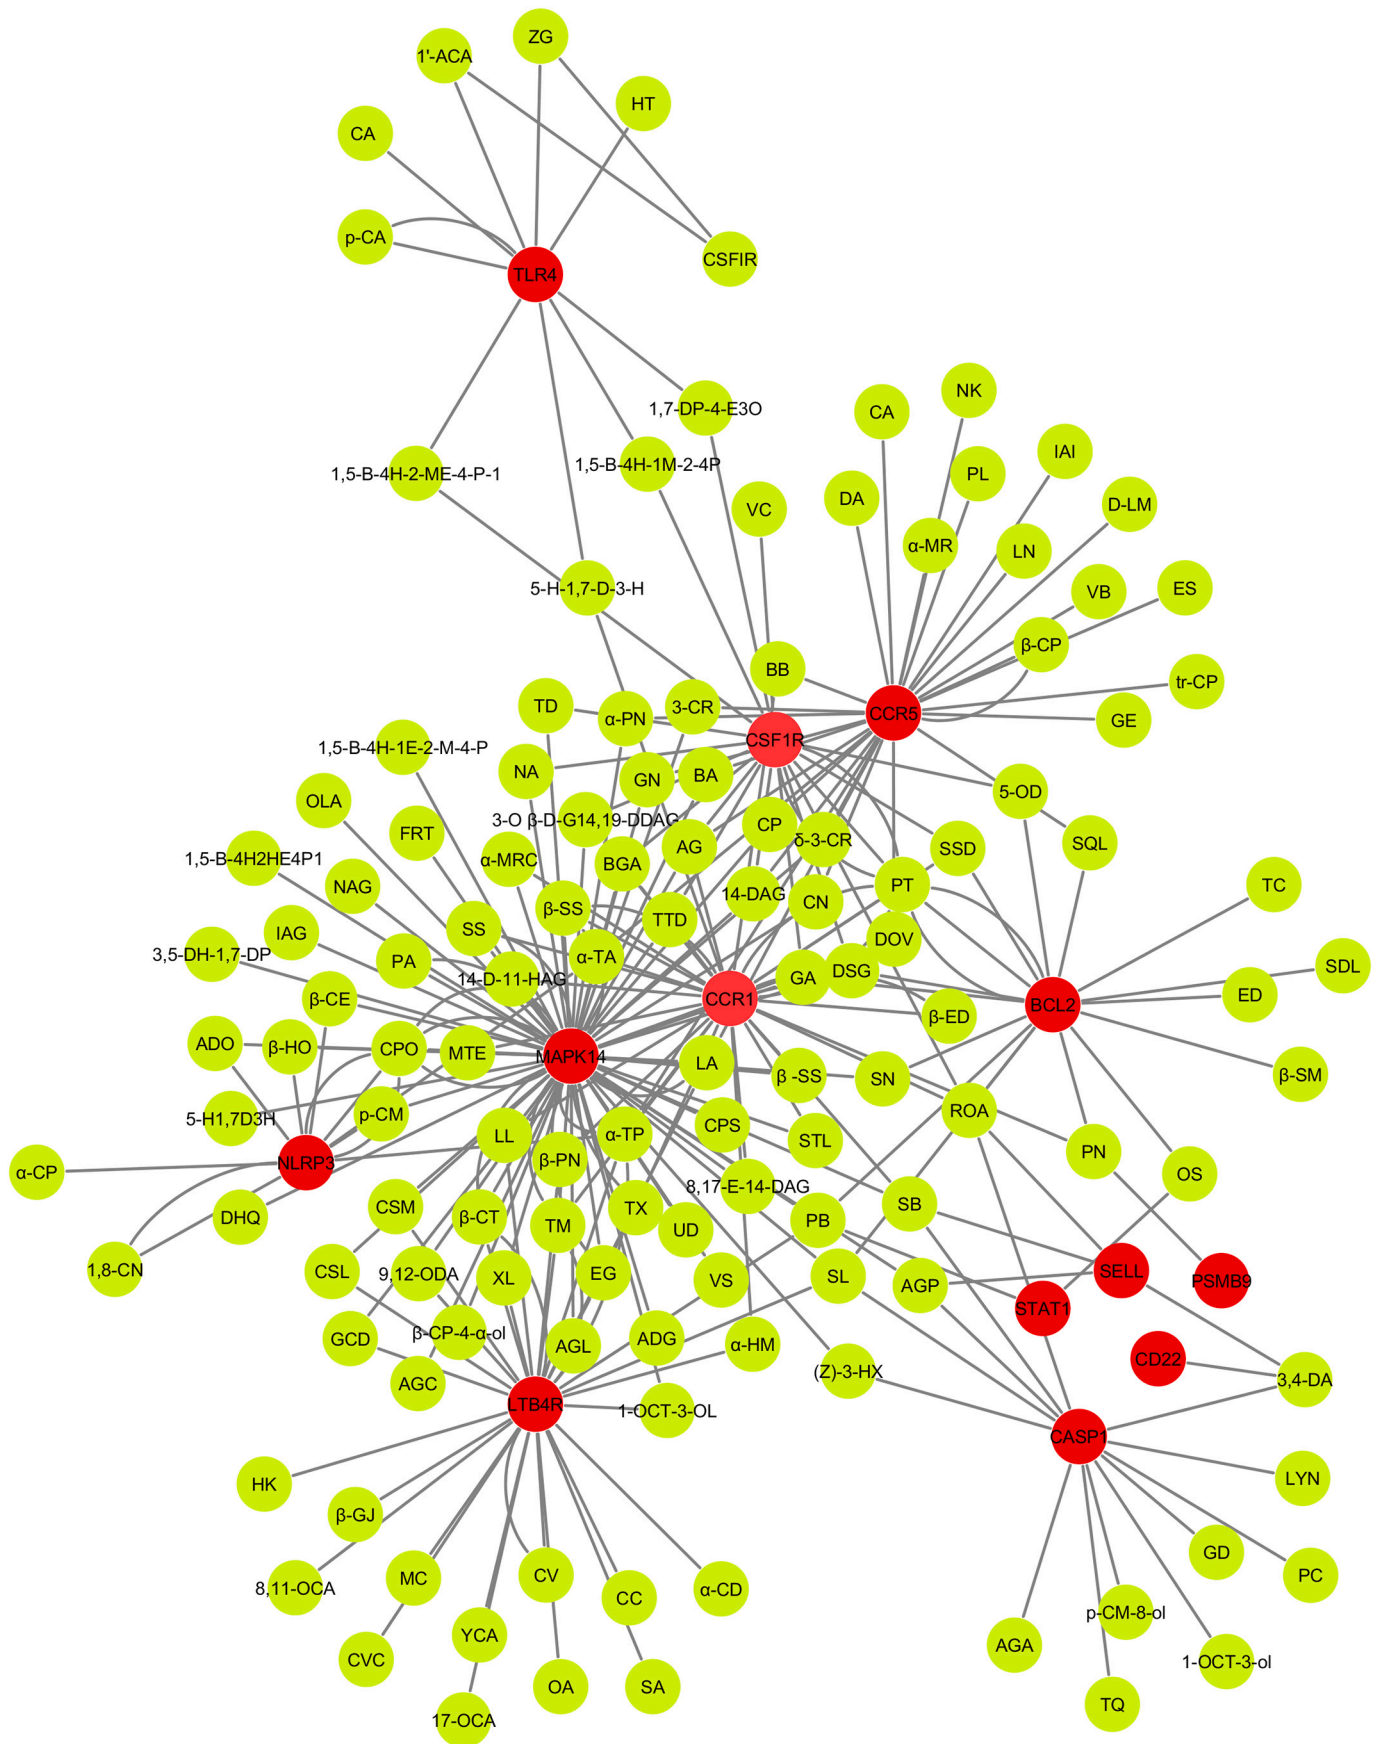 ZG
1'-ACA
HT
CA
p-CA
CSFIR
TLR4
1,7-DP-4-E3O
NK
CA
1,5-B-4H-2-ME-4-P-1
1,5-B-4H-1M-2-4P
IAI
PL
DA
VC
D-LM
α-MR
LN
5-H-1,7-D-3-H
VB
ES
β-CP
BB
tr-CP
TD
α-PN
3-CR
CCR5
GE
CSF1R
1,5-B-4H-1E-2-M-4-P
NA
GN
BA
5-OD
OLA
3-O β-D-G14,19-DDAG
CP
FRT
AG
δ-3-CR
SQL
SSD
1,5-B-4H2HE4P1
α-MRC
BGA
NAG
14-DAG
PT
TC
β-SS
CN
TTD
SS
IAG
DOV
3,5-DH-1,7-DP
PA
α-TA
14-D-11-HAG
GA
DSG
SDL
β-CE
CCR1
ED
BCL2
β-ED
ADO
β-HO
CPO
MTE
MAPK14
LA
β -SS
SN
β-SM
5-H1,7D3H
p-CM
ROA
LL
α-TP
CPS
STL
NLRP3
α-CP
β-PN
PN
OS
8,17-E-14-DAG
DHQ
CSM
β-CT
TM
TX
UD
PB
SB
1,8-CN
CSL
9,12-ODA
XL
EG
VS
SL
AGP
SELL
PSMB9
STAT1
GCD
β-CP-4-α-ol
AGL
ADG
α-HM
CD22
(Z)-3-HX
3,4-DA
AGC
LTB4R
1-OCT-3-OL
CASP1
HK
LYN
β-GJ
GD
8,11-OCA
MC
CV
CC
α-CD
PC
p-CM-8-ol
YCA
AGA
CVC
1-OCT-3-ol
OA
SA
TQ
17-OCA